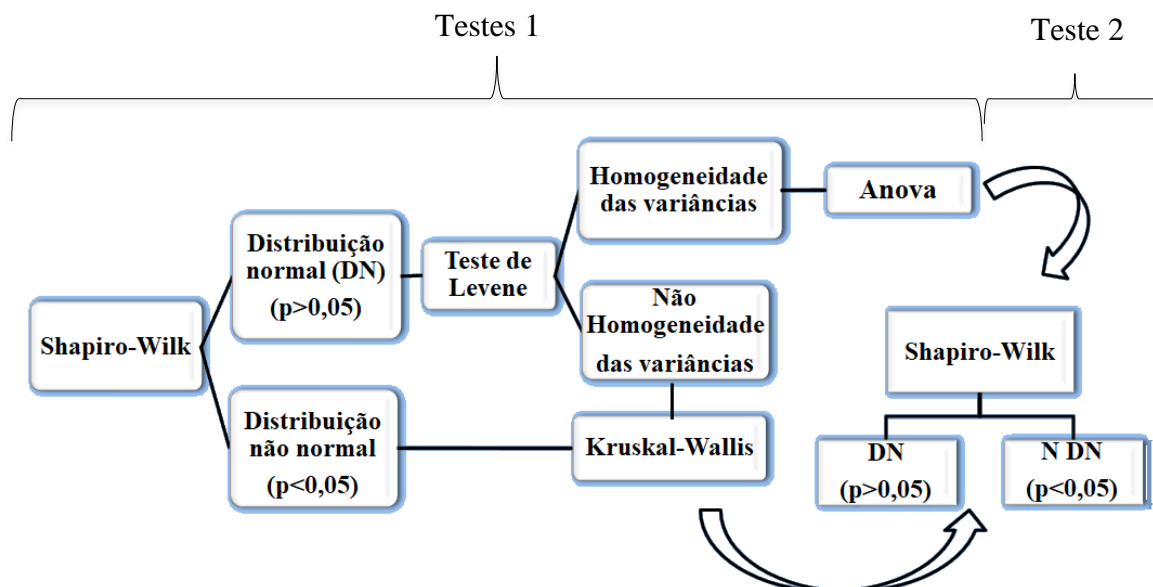 Testes 1
Teste 2
Shapiro-Wilk
Distribuição
normal (DN)
(p>0,05)
Distribuição
não normal
(p<0,05)
Teste de
Levene
Homogeneidade
das variâncias
Não
Homogeneidade
das variâncias
Kruskal-Wallis
Anova
Shapiro-Wilk
DN
(p>0,05)
N DN
(p<0,05)